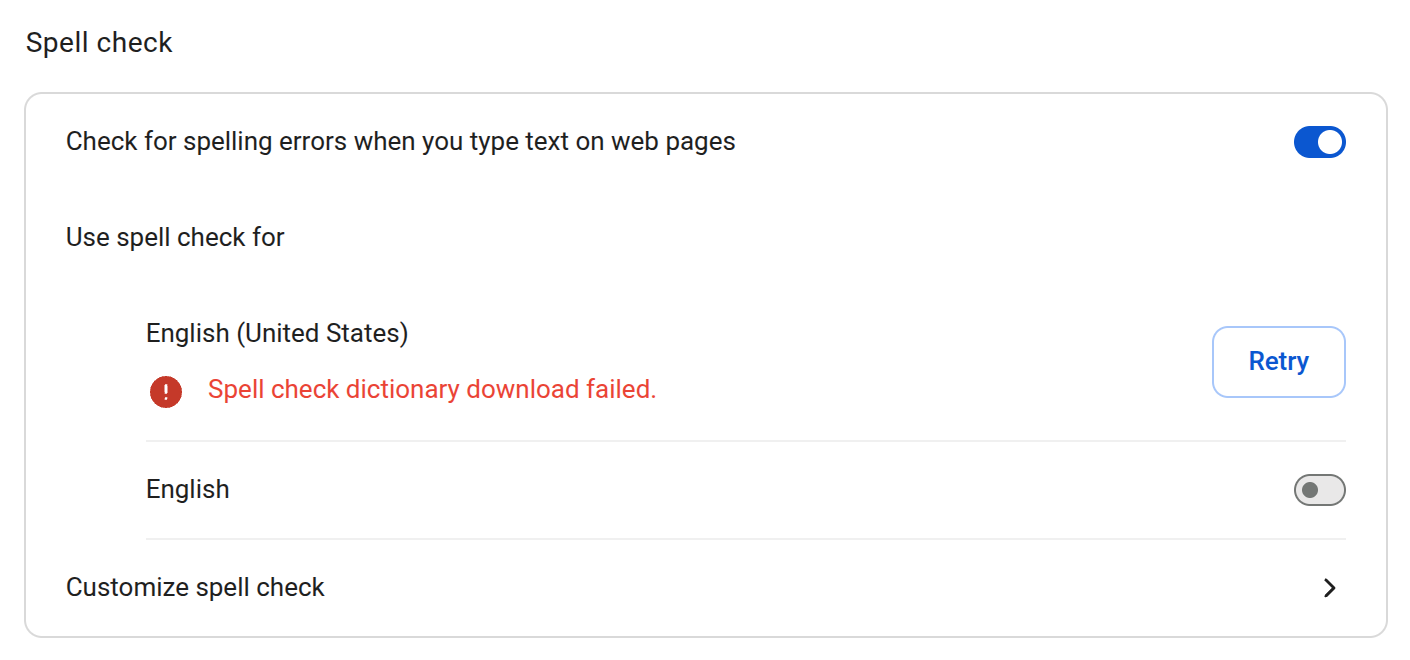 Spell check
Check for spelling errors when you type text on web pages
Use spell check for
English (United States)
Spell check dictionary download failed.
Retry
English
Customize spell check